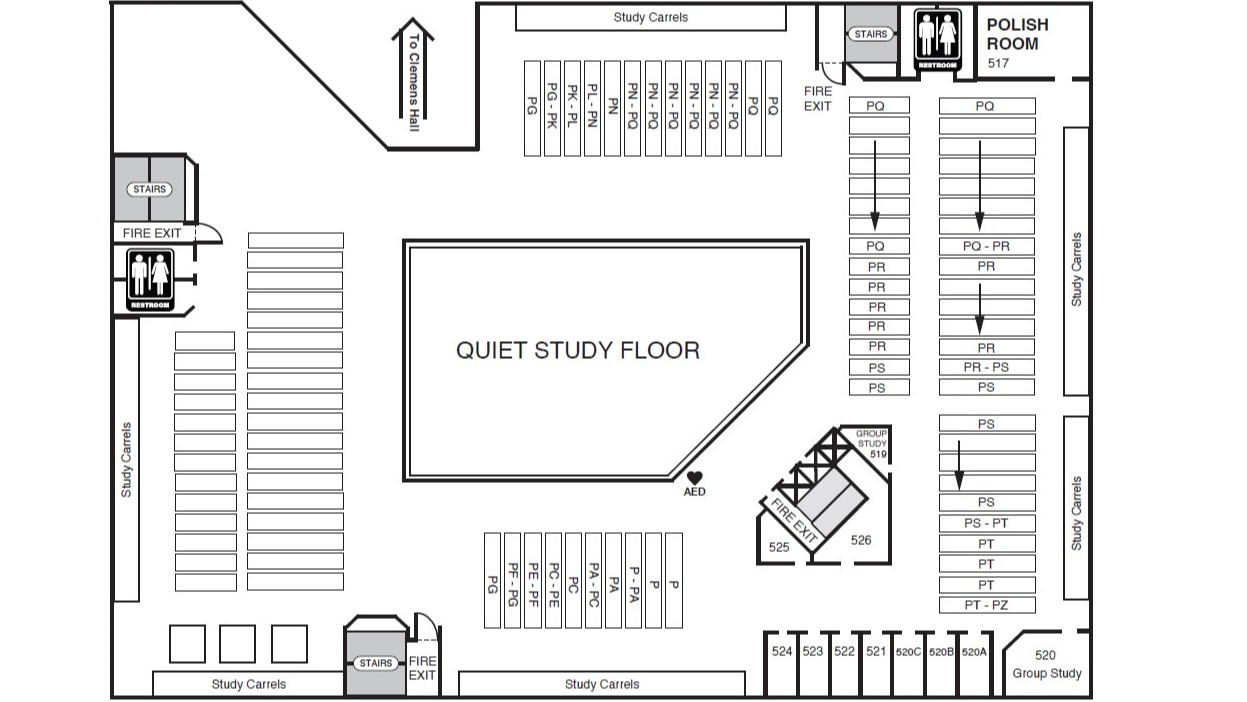 Study Carrels
RESTROOM
FIRE EXIT
STAIRS
Study Carrels
STAIRS
FIRE
EXIT
To Clemens Hall
QUIET STUDY FLOOR
PG
PF - PG
PE - PF
PC - PE
PC
PA - PC
PA
P - PA
P
P
Study Carrels
PG
PG - PK
PK - PL
PL - PN
PN
PN - PQ
PN - PQ
PN - PQ
PN - PQ
PN - PQ
PN - PQ
PQ
PQ
Study Carrels
AED
525
FIRE EXIT
526
GROUP
STUDY
519
524
523
522
521
520C
520B
520A
520
Group Study
FIRE
EXIT
STAIRS
RESTROOM
POLISH
ROOM
517
PS
PS
PR
PR
PR
PR
PR
PQ
PQ
PT - PZ
PT
PT
PT
PS - PT
PS
PS
PS
PR - PS
PR
PR
PQ - PR
PQ
Study Carrels
Study Carrels